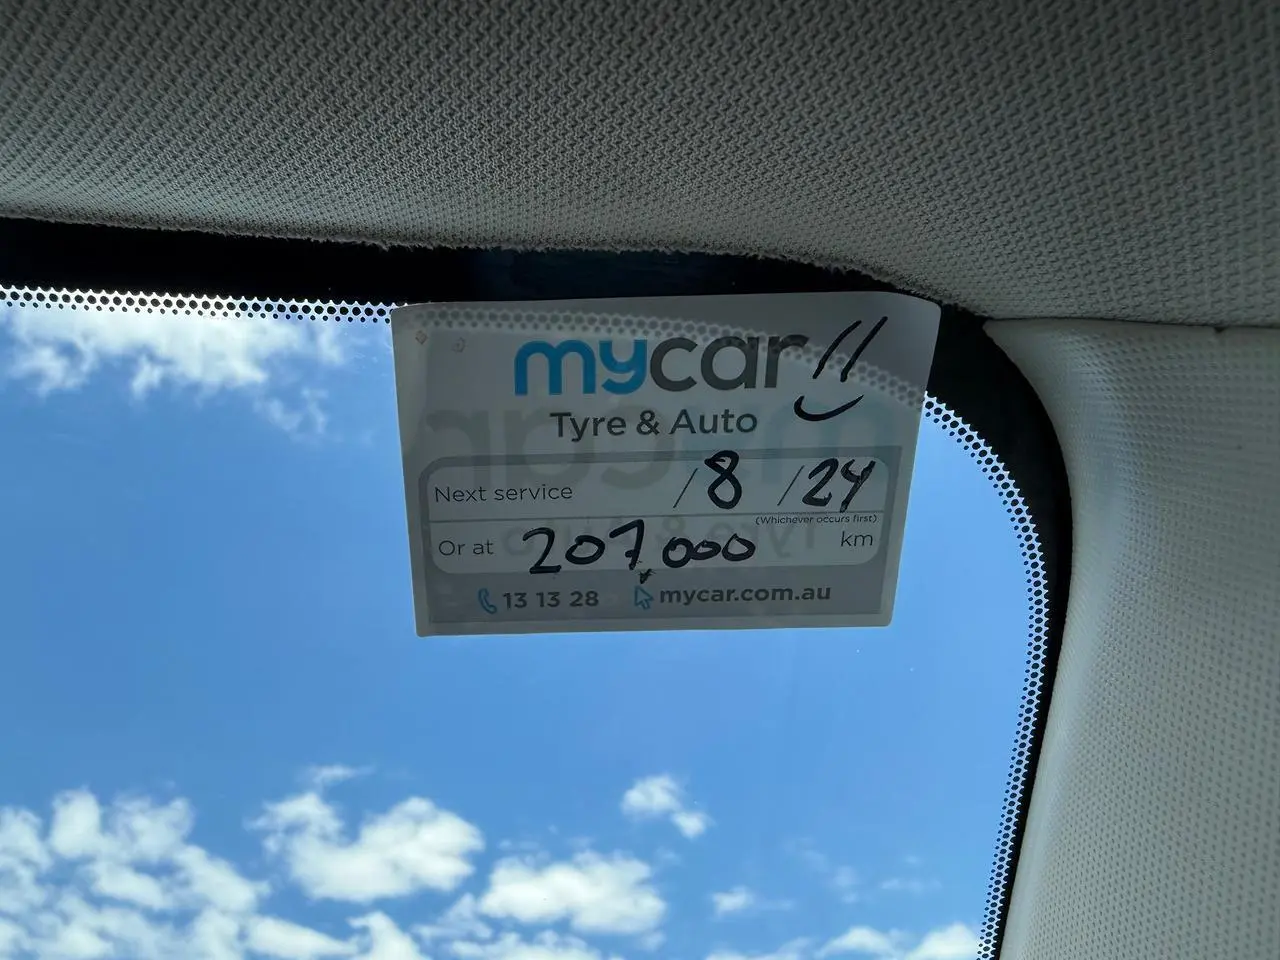 mycar
Tyre & Auto
Next service /8 /24
(Whichever occurs first)
Or at 207,000 km
13 13 28 mycar.com.au